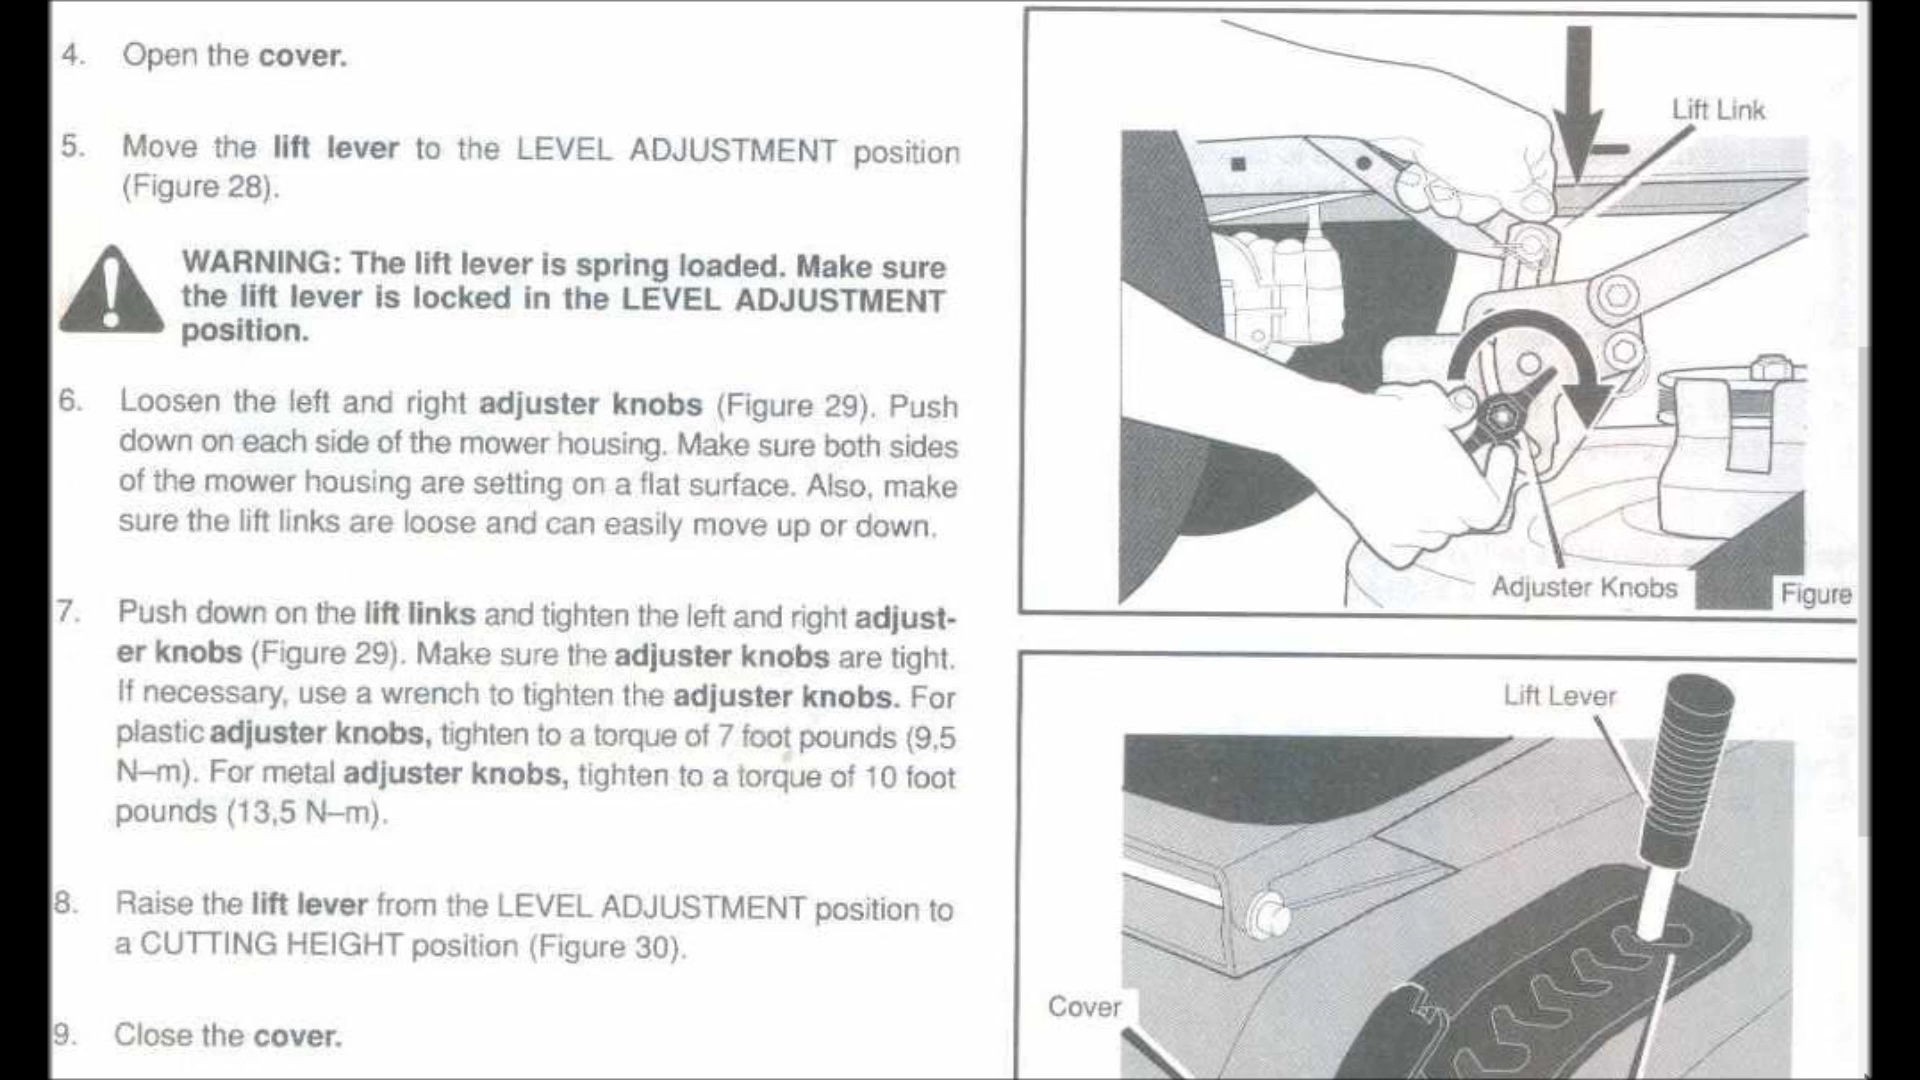 4. Open the cover.
5. Move the lift lever to the LEVEL ADJUSTMENT position
(Figure 28).
WARNING: The lift lever is spring loaded. Make sure
the lift lever is locked in the LEVEL ADJUSTMENT
position.
6. Loosen the left and right adjuster knobs (Figure 29). Push
down on each side of the mower housing. Make sure both sides
of the mower housing are setting on a flat surface. Also, make
sure the lift links are loose and can easily move up or down.
7. Push down on the lift links and tighten the left and right adjust-
er knobs (Figure 29). Make sure the adjuster knobs are tight.
If necessary, use a wrench to tighten the adjuster knobs. For
plastic adjuster knobs, tighten to a torque of 7 foot pounds (9,5
N–m). For metal adjuster knobs, tighten to a torque of 10 foot
pounds (13,5 N–m).
8. Raise the lift lever from the LEVEL ADJUSTMENT position to
a CUTTING HEIGHT position (Figure 30).
9. Close the cover.
Lift Link
Adjuster Knobs
Figure
Lift Lever
Cover